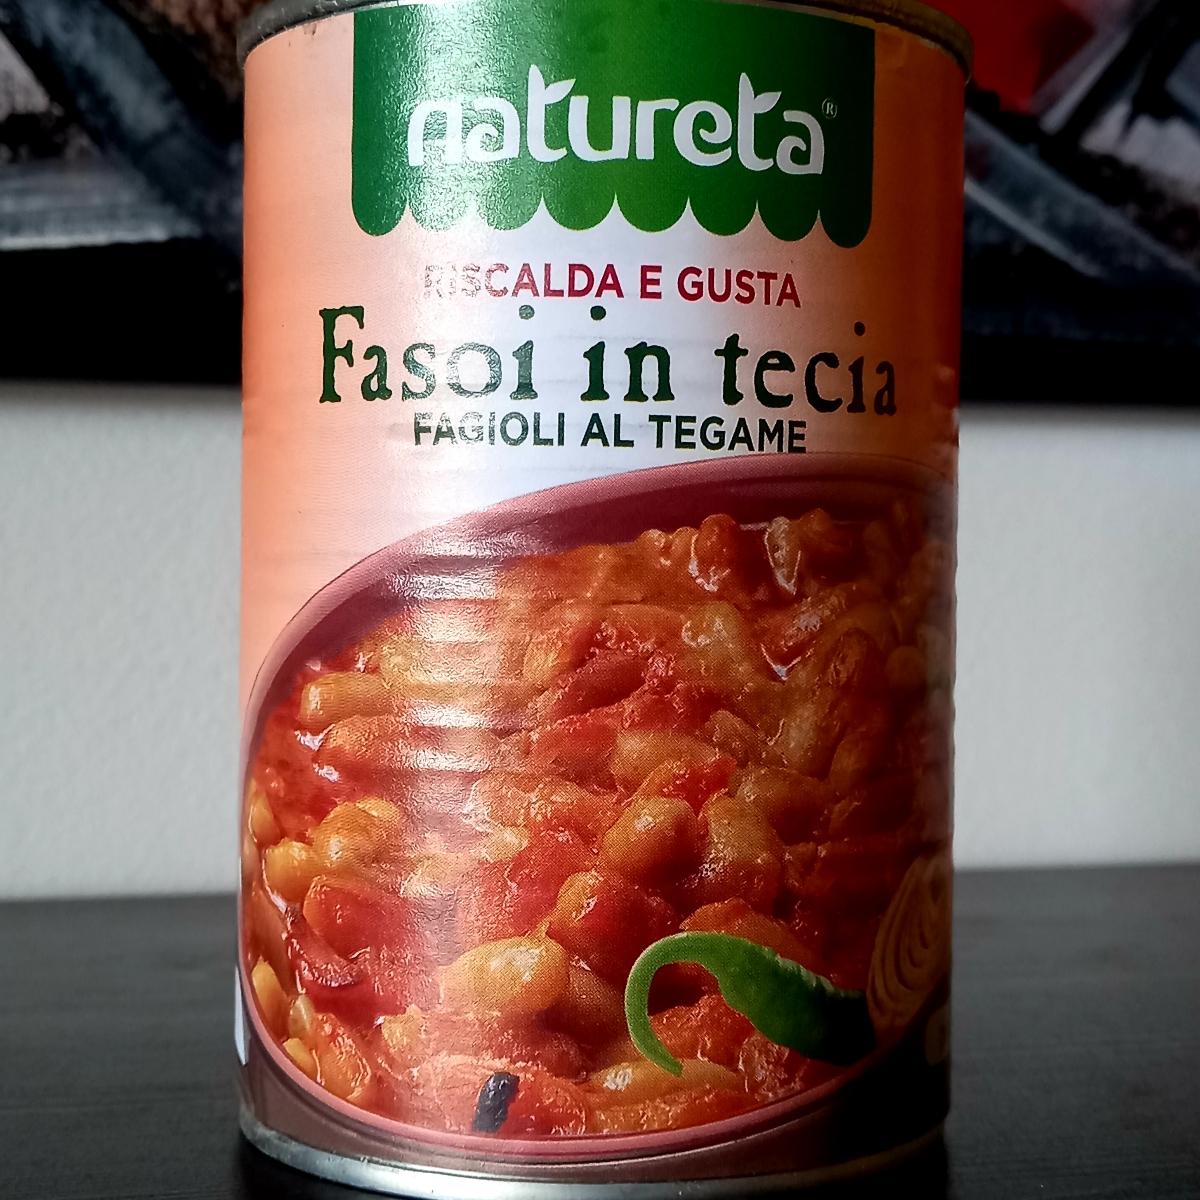 natureta®
RISCALDA E GUSTA
Fasoi in tecia
FAGIOLI AL TEGAME